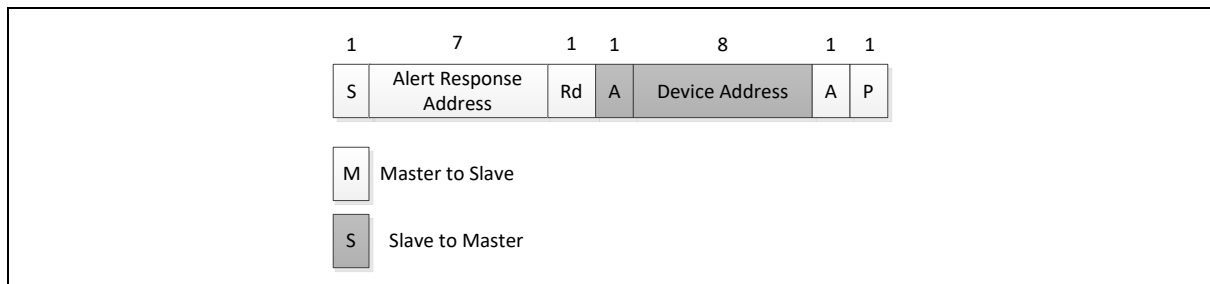 1 7 1 1 8 1 1
S Alert Response Address Rd A Device Address A P
M Master to Slave
S Slave to Master